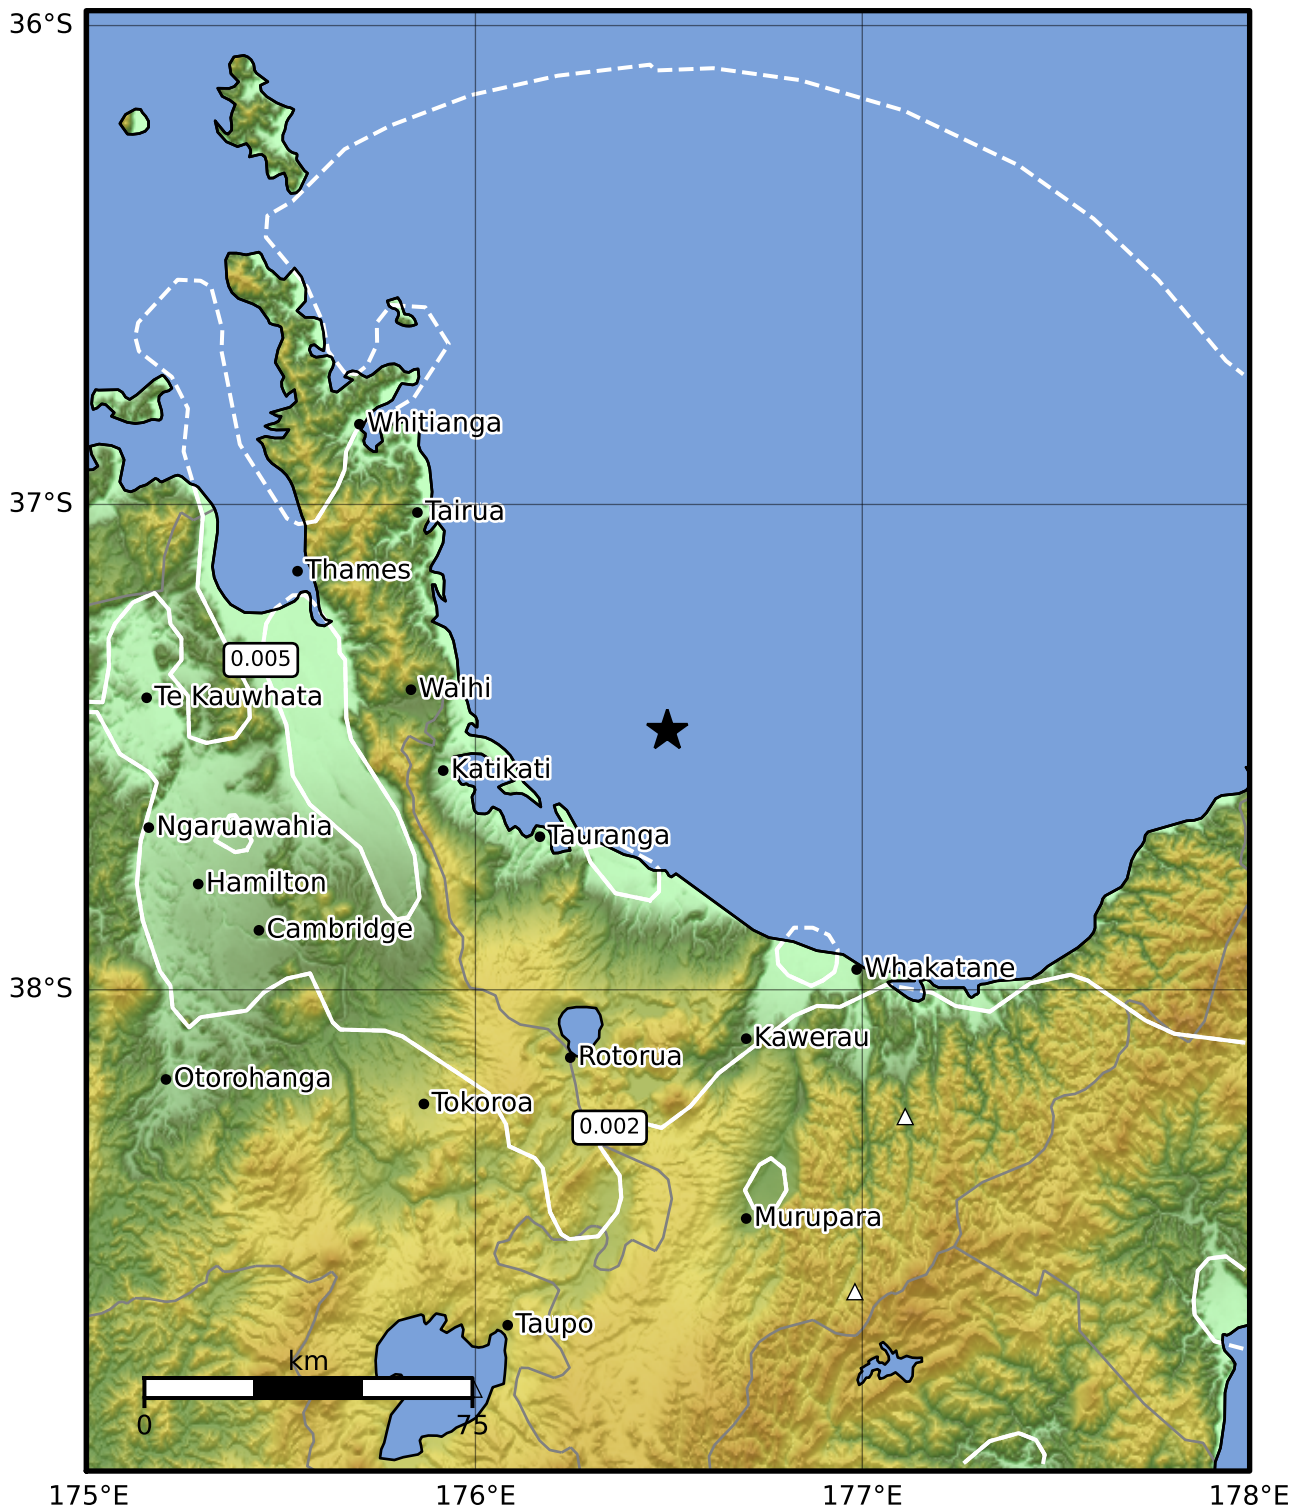 36°S
Whitianga
37°S
Tairua
Thames
0.005
Te Kauwhata
Waihi
Katikati
Ngaruawahia
Tauranga
Hamilton
Cambridge
Whakatane
38°S
Kawerau
Rotorua
Otorohanga
Tokoroa
0.002
Murupara
Taupo
km
0 75
175°E 176°E 177°E 178°E